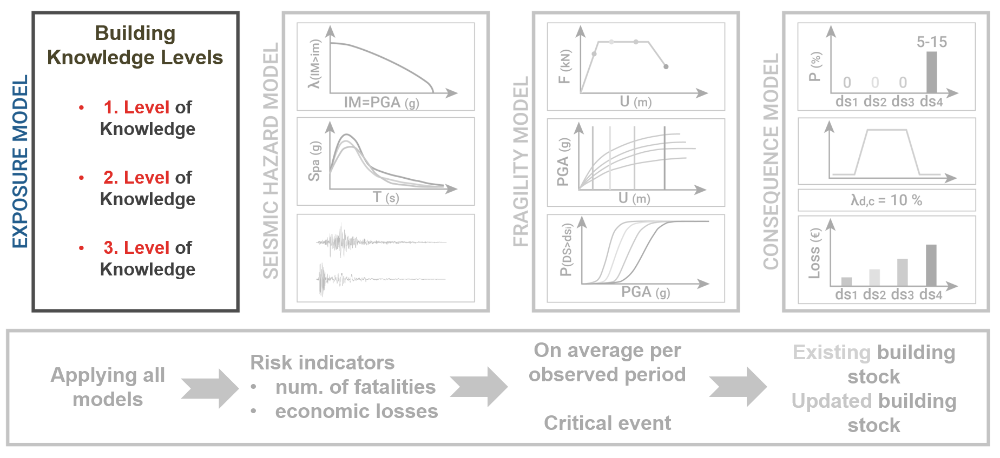 EXPOSURE MODEL
Building
Knowledge Levels
• 1. Level of
Knowledge
• 2. Level of
Knowledge
• 3. Level of
Knowledge
SEISMIC HAZARD MODEL
λ(IM>im)
IM=PGA (g)
Spa (g)
T (s)
FRAGILITY MODEL
F (kN)
U (m)
PGA (g)
U (m)
P(DS>dsi)
PGA (g)
CONSEQUENCE MODEL
P (%)
5-15
0 0 0
ds1 ds2 ds3 ds4
λd,c = 10 %
Loss (€)
ds1 ds2 ds3 ds4
Applying all
models
Risk indicators
• num. of fatalities
• economic losses
On average per
observed period
Critical event
Existing building
stock
Updated building
stock